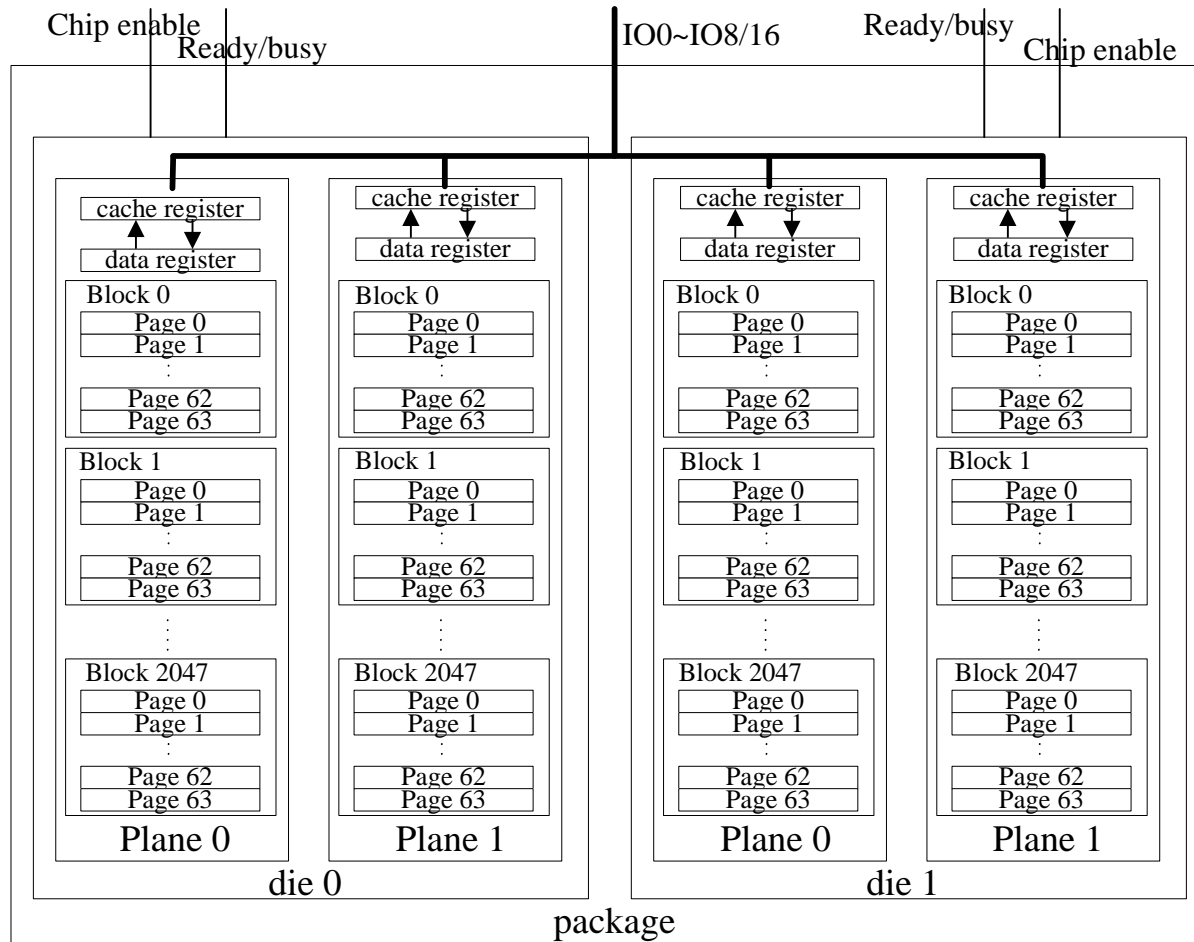 Chip enable
Ready/busy
IO0~IO8/16
Ready/busy
Chip enable
cache register
data register
Block 0
Page 0
Page 1
Page 62
Page 63
Block 1
Page 0
Page 1
Page 62
Page 63
Block 2047
Page 0
Page 1
Page 62
Page 63
Plane 0
cache register
data register
Block 0
Page 0
Page 1
Page 62
Page 63
Block 1
Page 0
Page 1
Page 62
Page 63
Block 2047
Page 0
Page 1
Page 62
Page 63
Plane 1
die 0
cache register
data register
Block 0
Page 0
Page 1
Page 62
Page 63
Block 1
Page 0
Page 1
Page 62
Page 63
Block 2047
Page 0
Page 1
Page 62
Page 63
Plane 0
cache register
data register
Block 0
Page 0
Page 1
Page 62
Page 63
Block 1
Page 0
Page 1
Page 62
Page 63
Block 2047
Page 0
Page 1
Page 62
Page 63
Plane 1
die 1
package